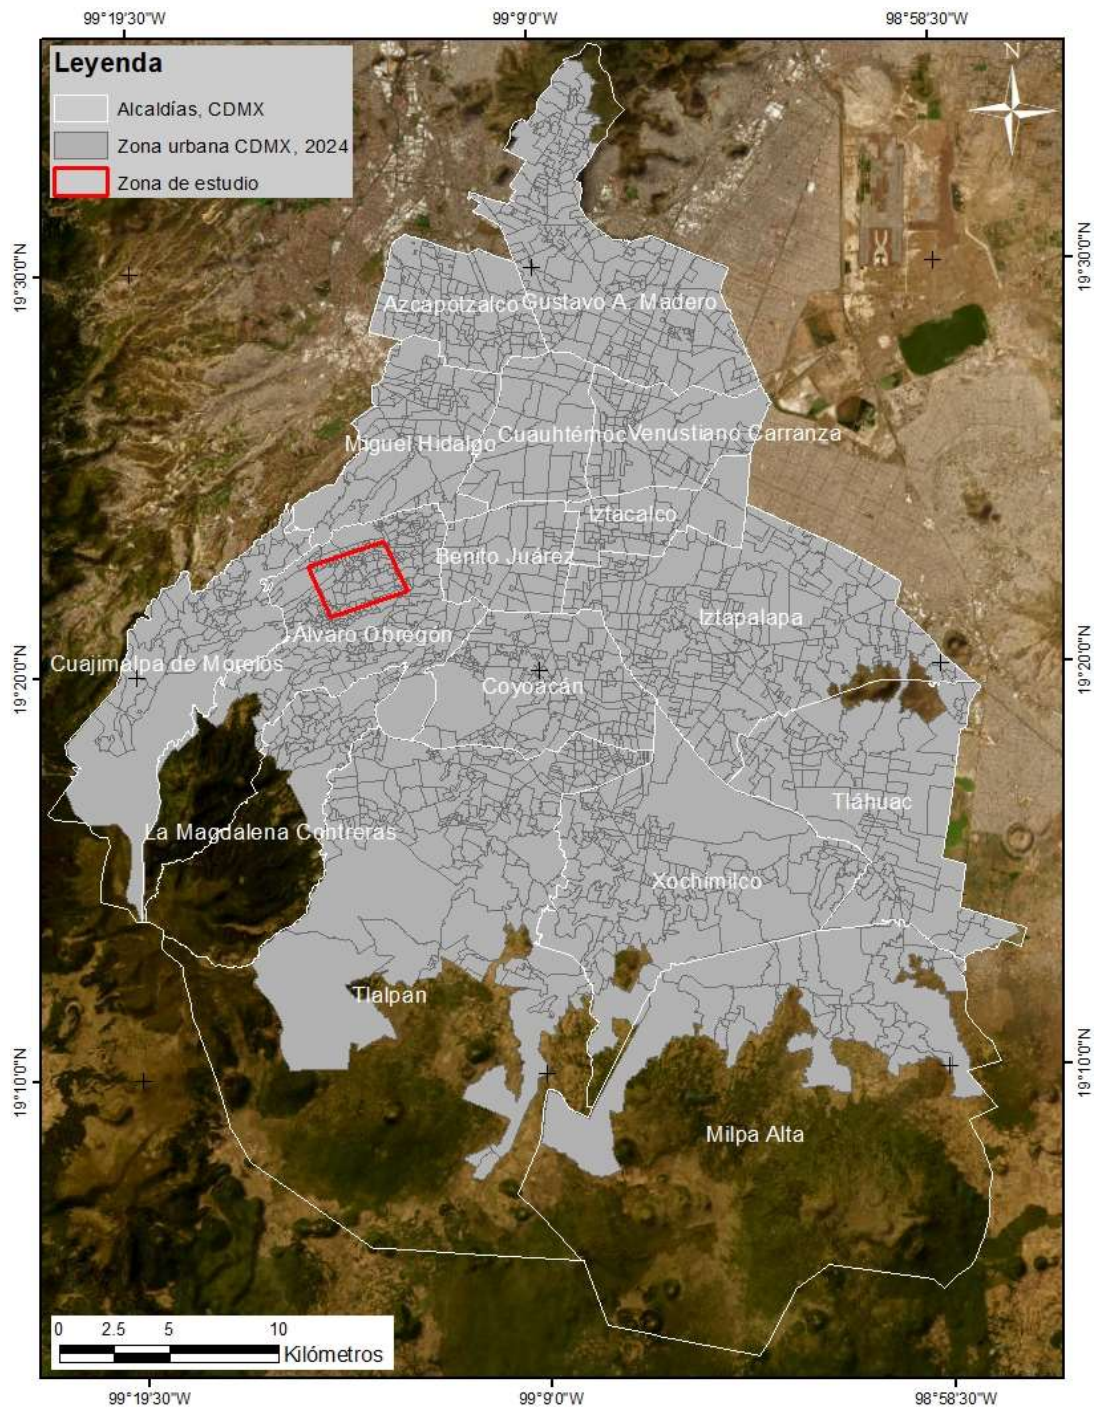 99°19'30"W 99°9'0"W 98°58'30"W
N
Leyenda
Alcaldías, CDMX
Zona urbana CDMX, 2024
Zona de estudio
19°30'0"N 19°30'0"N
Azcapotzalco Gustavo A. Madero
Miguel Hidalgo Cuauhtémoc Venustiano Carranza
Iztacalco
Benito Juárez
Iztapalapa
Álvaro Obregón
Cuajimalpa de Morelos
19°20'0"N 19°20'0"N
Coyoacán
Tláhuac
La Magdalena Contreras
Xochimilco
Tlalpan
19°10'0"N 19°10'0"N
Milpa Alta
0 2.5 5 10
Kilómetros
99°19'30"W 99°9'0"W 98°58'30"W